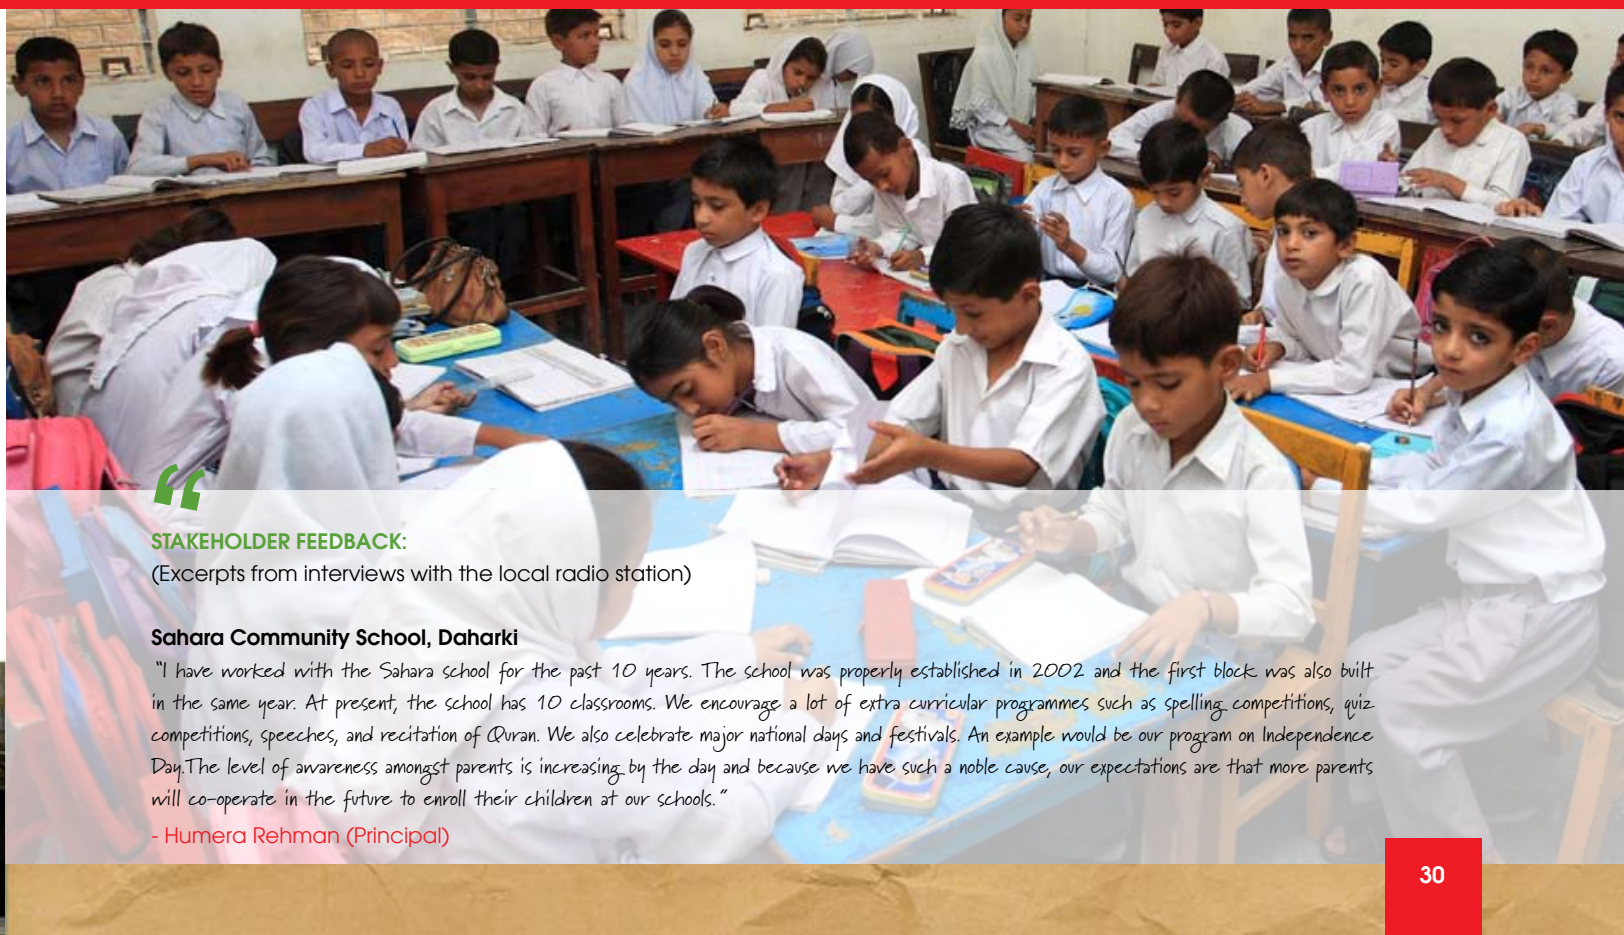 “
STAKEHOLDER FEEDBACK:
(Excerpts from interviews with the local radio station)
Sahara Community School, Daharki
“I have worked with the Sahara school for the past 10 years. The school was properly established in 2002 and the first block was also built
in the same year. At present, the school has 10 classrooms. We encourage a lot of extra curricular programmes such as spelling competitions, quiz
competitions, speeches, and recitation of Quran. We also celebrate major national days and festivals. An example would be our program on Independence
Day.The level of awareness amongst parents is increasing by the day and because we have such a noble cause, our expectations are that more parents
will co-operate in the future to enroll their children at our schools.”
- Humera Rehman (Principal)
30